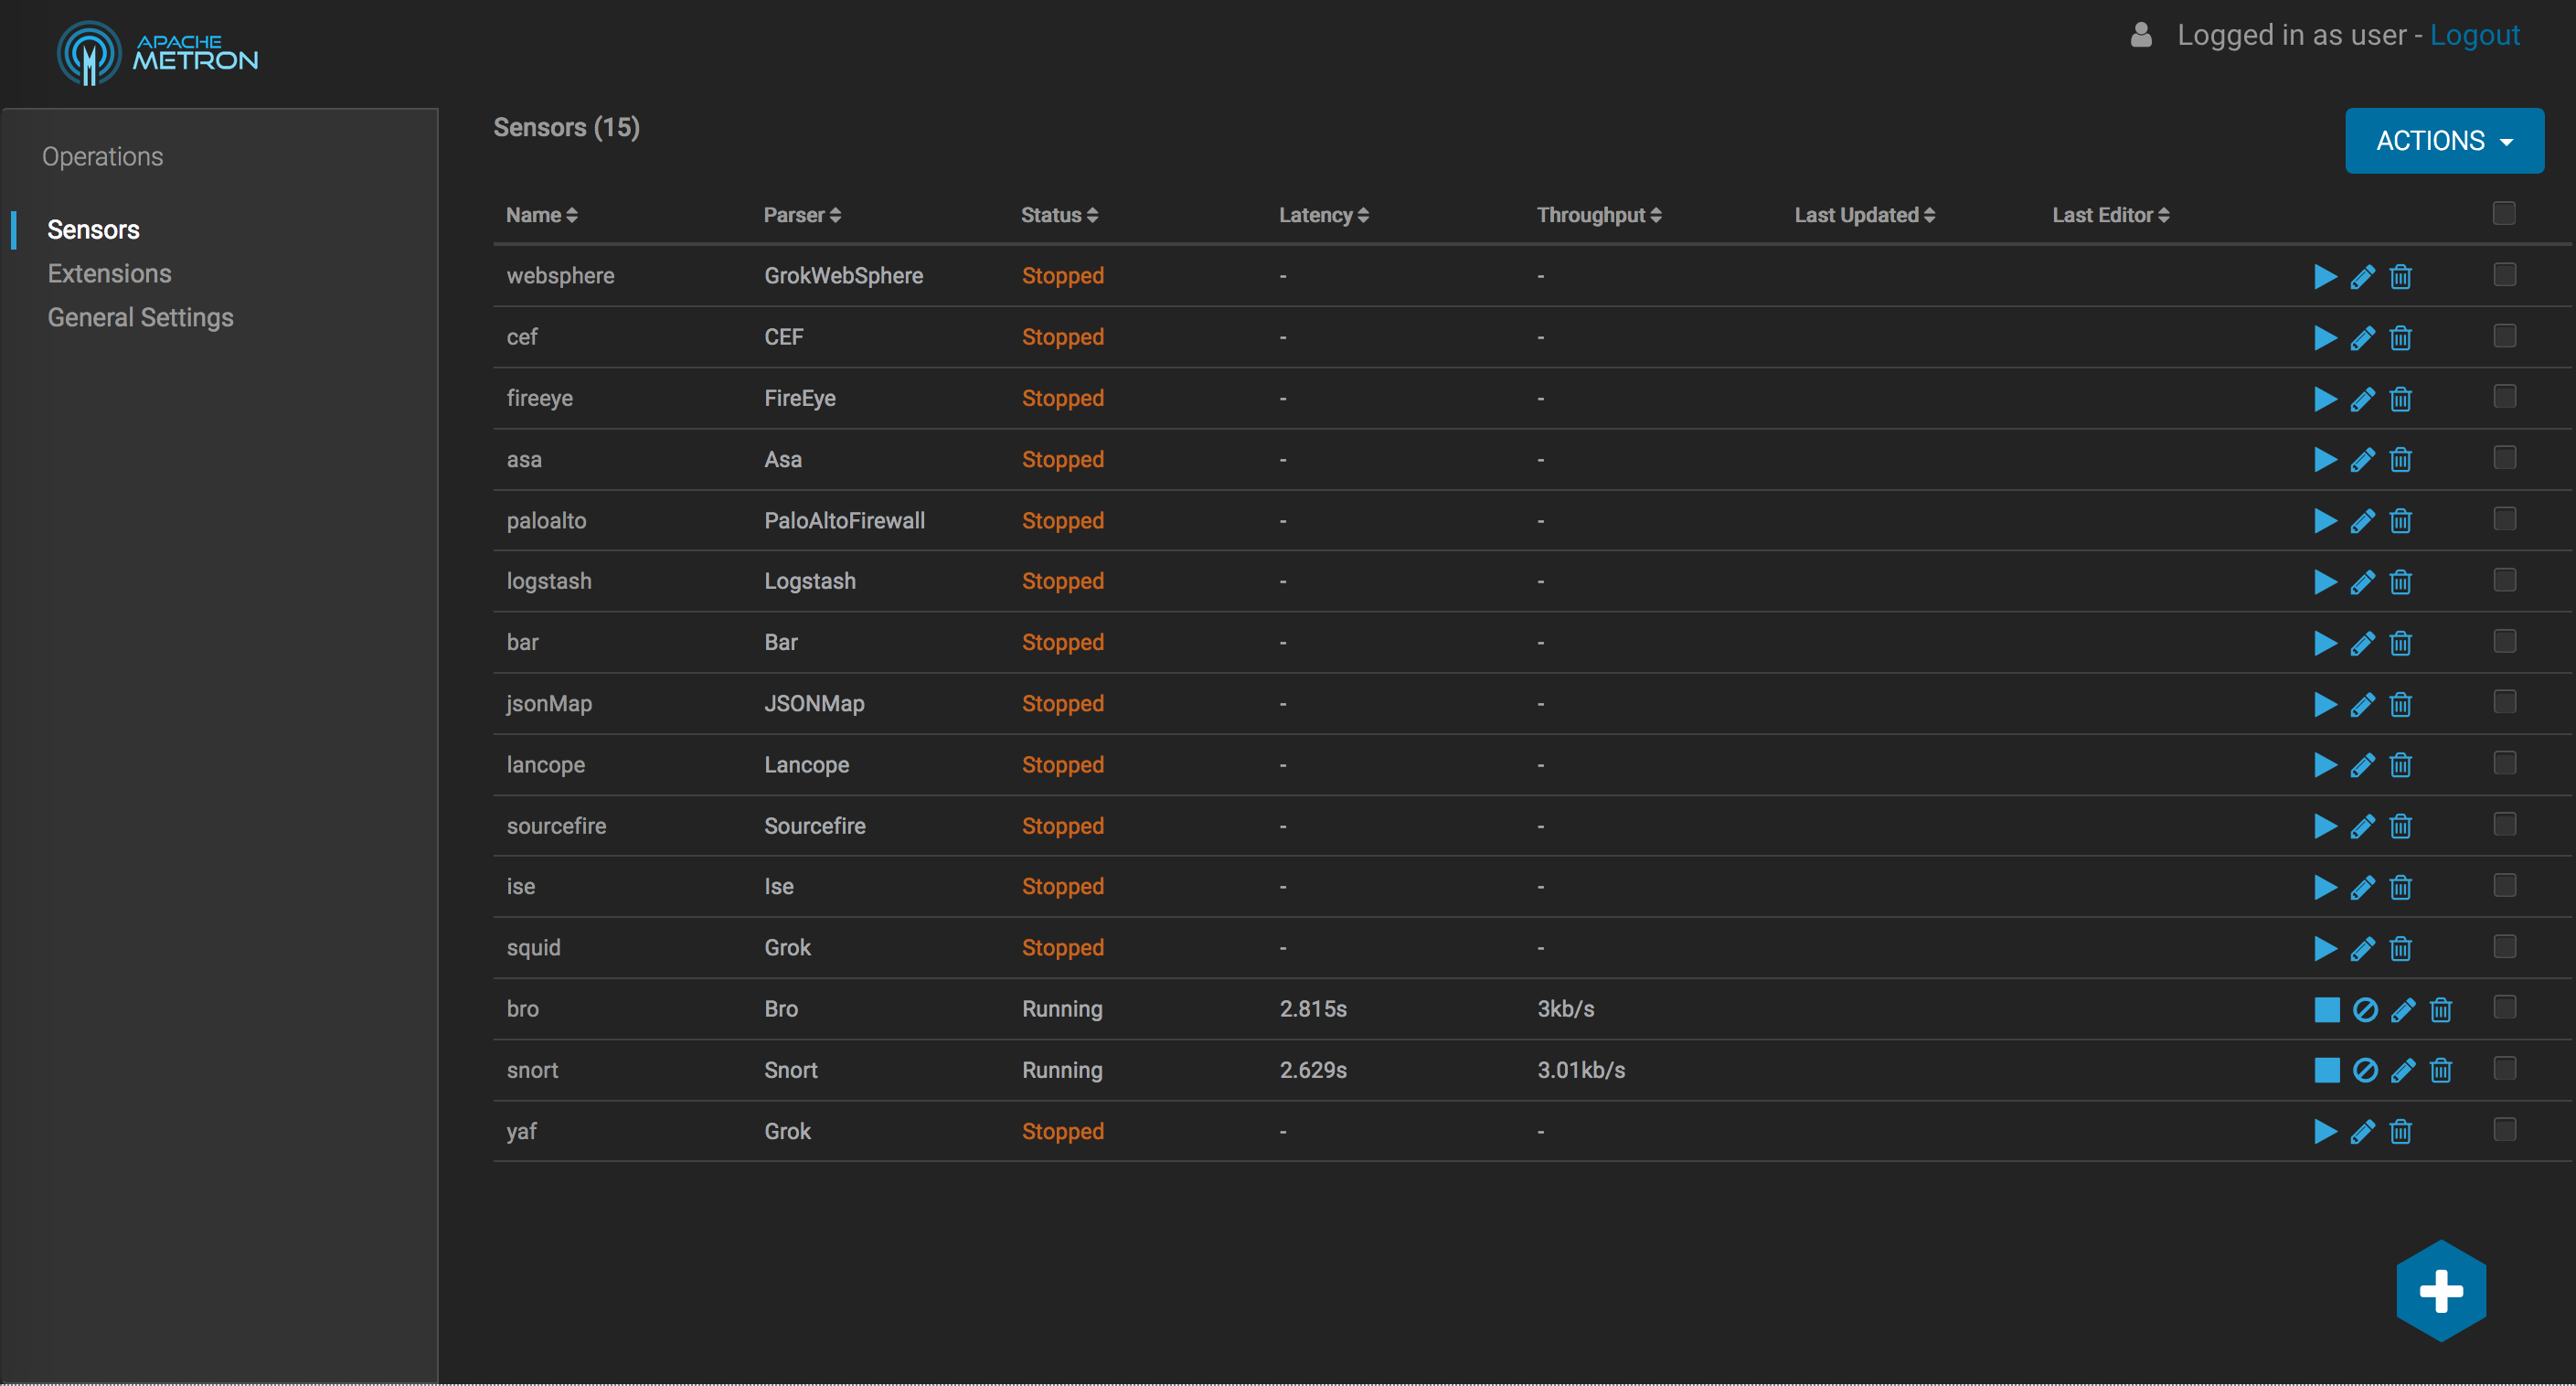 APACHE
METRON
Logged in as user - Logout
Operations
Sensors
Extensions
General Settings
Sensors (15)
ACTIONS
Name Parser Status Latency Throughput Last Updated Last Editor
websphere GrokWebSphere Stopped - -
cef CEF Stopped - -
fireeye FireEye Stopped - -
asa Asa Stopped - -
paloalto PaloAltoFirewall Stopped - -
logstash Logstash Stopped - -
bar Bar Stopped - -
jsonMap JSONMap Stopped - -
lancope Lancope Stopped - -
sourcefire Sourcefire Stopped - -
ise Ise Stopped - -
squid Grok Stopped - -
bro Bro Running 2.815s 3kb/s
snort Snort Running 2.629s 3.01kb/s
yaf Grok Stopped - -